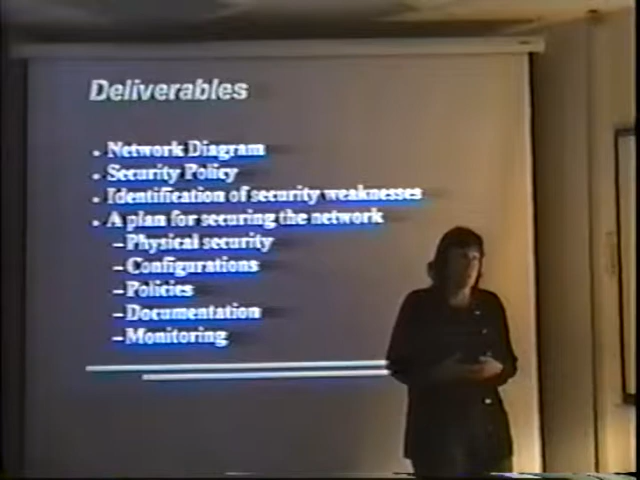 Deliverables
• Network Diagram
• Security Policy
• Identification of security weaknesses
• A plan for securing the network
–Physical security
–Configurations
–Policies
–Documentation
–Monitoring